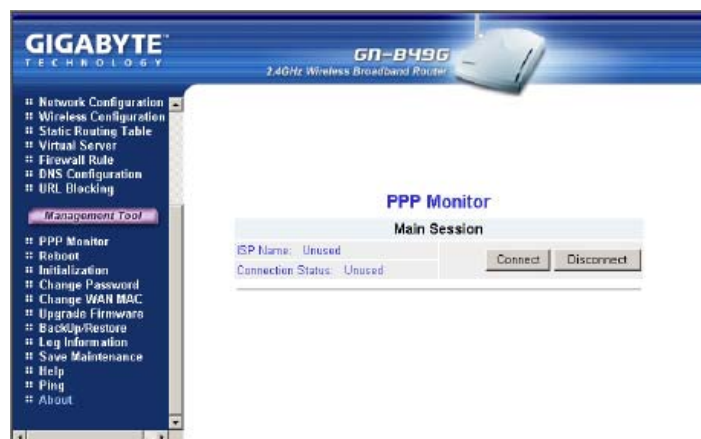 GIGABYTE™
TECHNOLOGY
GN-B49G
2.4GHz Wireless Broadband Router
Network Configuration
Wireless Configuration
Static Routing Table
Virtual Server
Firewall Rule
DNS Configuration
URL Blocking
Management Tool
PPP Monitor
Reboot
Initialization
Change Password
Change WAN MAC
Upgrade Firmware
BackUp/Restore
Log Information
Save Maintenance
Help
Ping
About
PPP Monitor
Main Session
ISP Name: Unused
Connection Status: Unused
Connect Disconnect